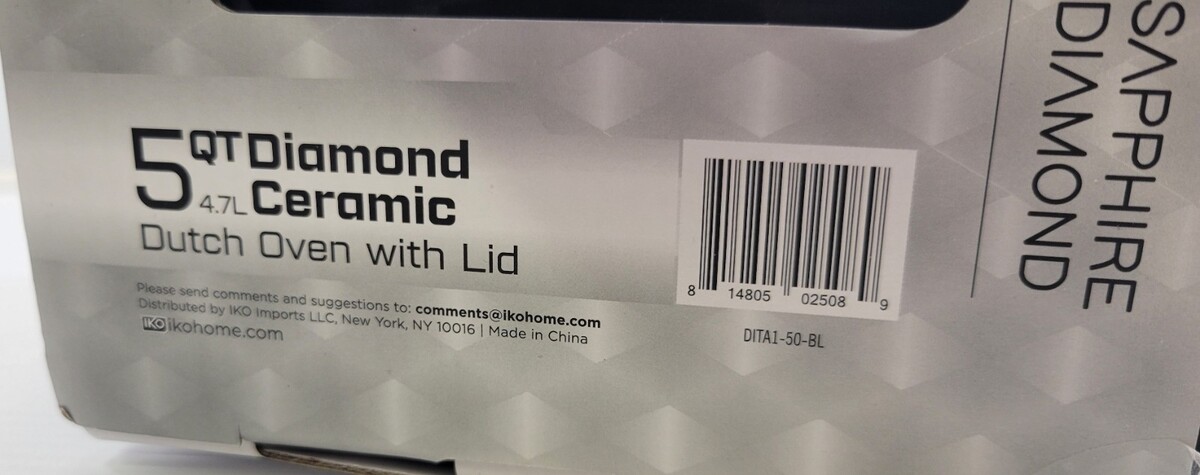 5 QT Diamond
4.7L Ceramic
Dutch Oven with Lid
Please send comments and suggestions to: comments@ikohome.com
Distributed by IKO Imports LLC, New York, NY 10016 | Made in China
IKO ikohome.com
8 14805 02508 9
DITA1-50-BL
SAPPHIRE
DIAMOND